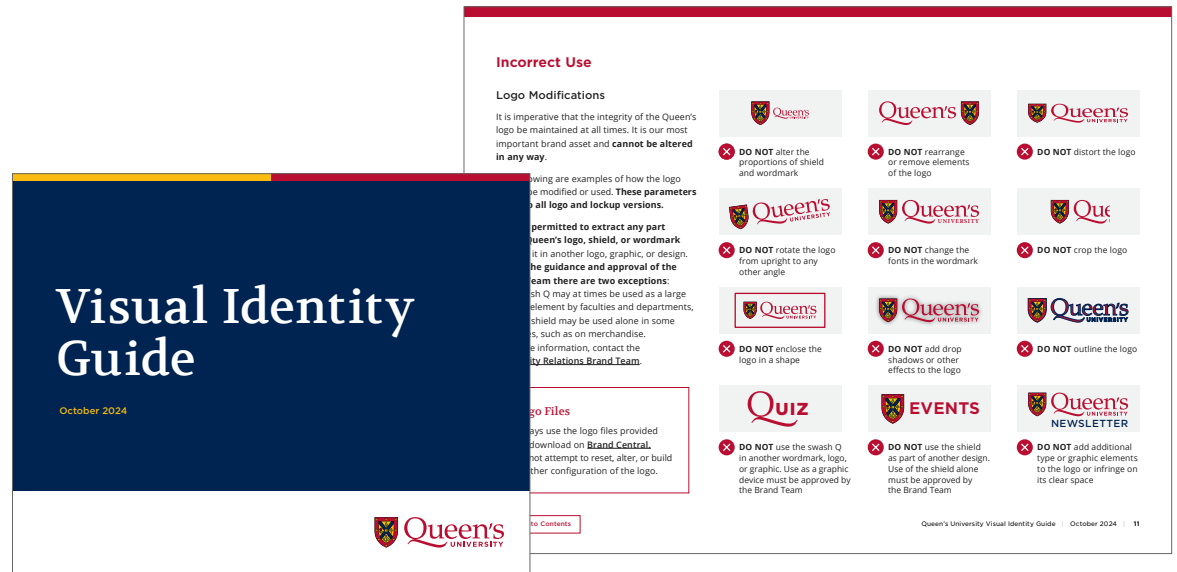 Visual Identity
Guide
October 2024
Queen's
UNIVERSITY
Incorrect Use
Logo Modifications
It is imperative that the integrity of the Queen's
logo be maintained at all times. It is our most
important brand asset and cannot be altered
in any way.
owing are examples of how the logo
be modified or used. These parameters
all logo and lockup versions.
permitted to extract any part
ueen's logo, shield, or wordmark
it in another logo, graphic, or design.
he guidance and approval of the
eam there are two exceptions:
sh Q may at times be used as a large
element by faculties and departments,
shield may be used alone in some
s, such as on merchandise.
e information, contact the
ity Relations Brand Team.
go Files
ays use the logo files provided
download on Brand Central.
not attempt to reset, alter, or build
ther configuration of the logo.
to Contents
Queen's
UNIVERSITY
DO NOT alter the
proportions of shield
and wordmark
Queen's
DO NOT rearrange
or remove elements
of the logo
Queen's
UNIVERSITY
DO NOT distort the logo
Queen's
UNIVERSITY
DO NOT rotate the logo
from upright to any
other angle
Queen's
UNIVERSITY
DO NOT change the
fonts in the wordmark
Que
DO NOT crop the logo
Queen's
UNIVERSITY
DO NOT enclose the
logo in a shape
Queen's
UNIVERSITY
DO NOT add drop
shadows or other
effects to the logo
Queen's
UNIVERSITY
DO NOT outline the logo
QUIZ
DO NOT use the swash Q
in another wordmark, logo,
or graphic. Use as a graphic
device must be approved by
the Brand Team
EVENTS
DO NOT use the shield
as part of another design.
Use of the shield alone
must be approved by
the Brand Team
Queen's
UNIVERSITY
NEWSLETTER
DO NOT add additional
type or graphic elements
to the logo or infringe on
its clear space
Queen's University Visual Identity Guide | October 2024 | 11